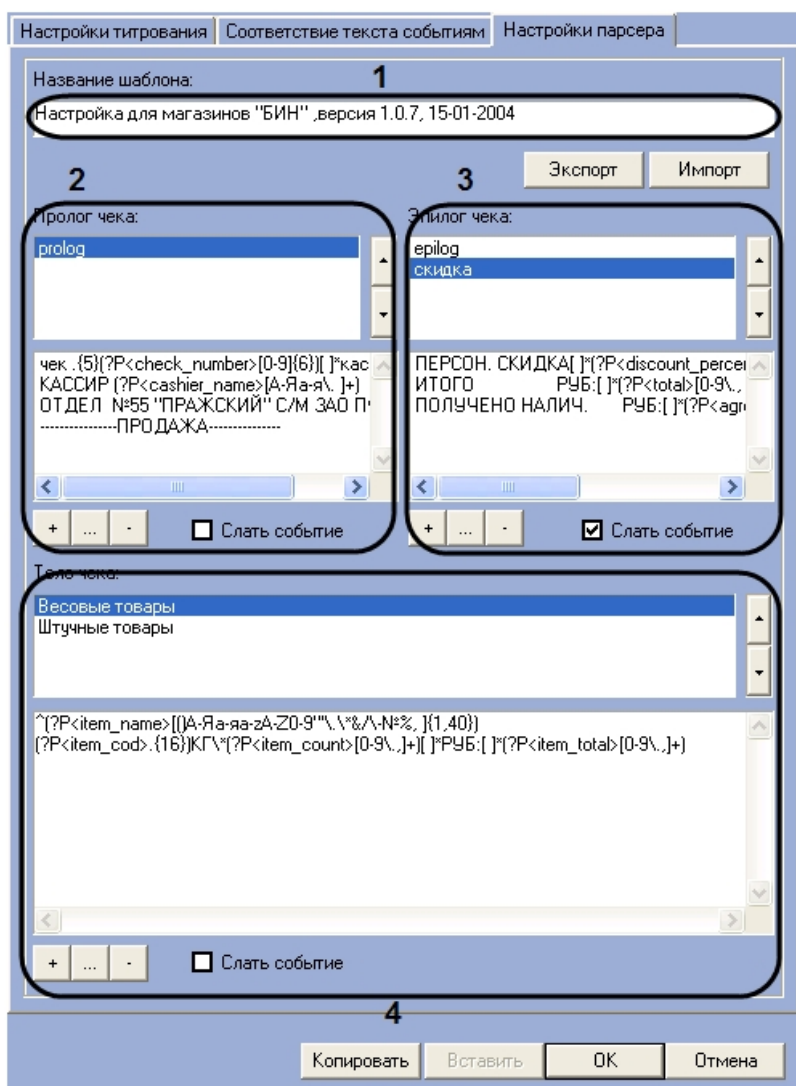 Настройки титрования Соответствие текста событиям Настройки парсера
Название шаблона:
1
Настройка для магазинов "БИН" ,версия 1.0.7, 15-01-2004
Экспорт Импорт
2
3
Пролог чека:
prolog
чек .{5}(?P<check_number>[0-9]{6})[ ]*кас
КАССИР (?P<cashier_name>[А-Яа-я\. ]+)
ОТДЕЛ №55 "ПРАЖСКИЙ" С/М ЗАО П
---------------ПРОДАЖА--------------
+ ... - Слать событие
Эпилог чека:
epilog
скидка
ПЕРСОН. СКИДКА[ ]*(?P<discount_percer
ИТОГО РУБ:[ ]*(?P<total>[0-9\.,
ПОЛУЧЕНО НАЛИЧ. РУБ:[ ]*(?P<agr
+ ... - Слать событие
Тело чека:
Весовые товары
Штучные товары
^(?P<item_name>[()А-Яа-яa-zA-Z0-9'"\.\*&/\-№%, ]{1,40})
(?P<item_cod>.{16})КГ\*(?P<item_count>[0-9\.,]+)[ ]*РУБ:[ ]*(?P<item_total>[0-9\.,]+)
+ ... - Слать событие
4
Копировать Вставить OK Отмена